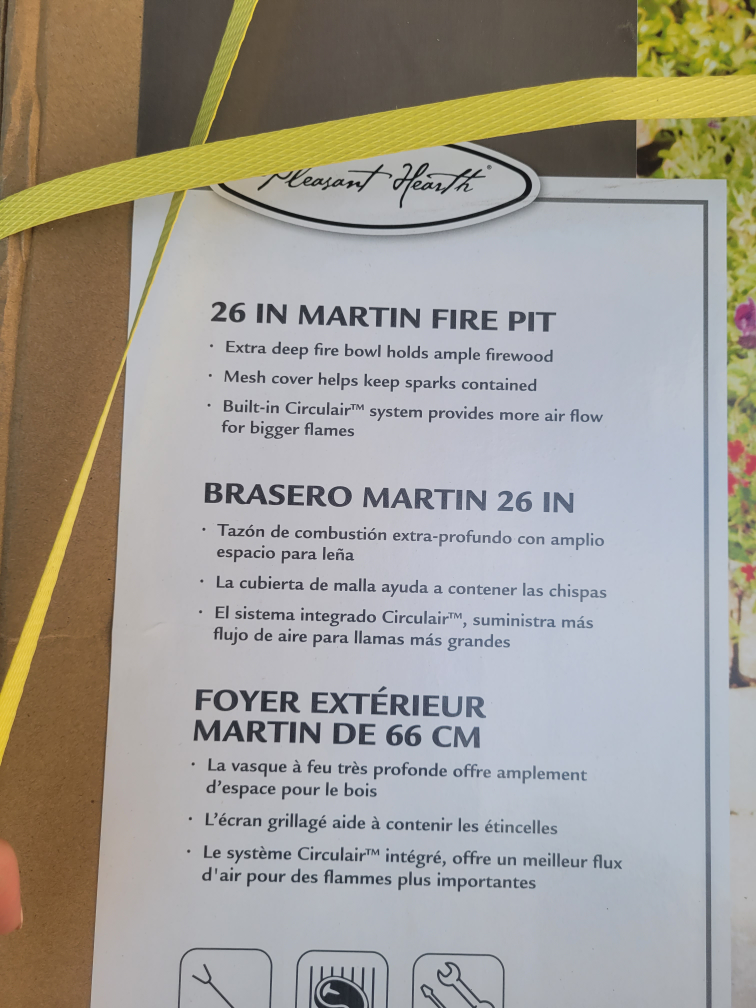 Pleasant Hearth®
26 IN MARTIN FIRE PIT
· Extra deep fire bowl holds ample firewood
· Mesh cover helps keep sparks contained
· Built-in Circulair™ system provides more air flow
for bigger flames
BRASERO MARTIN 26 IN
· Tazón de combustión extra-profundo con amplio
espacio para leña
· La cubierta de malla ayuda a contener las chispas
· El sistema integrado Circulair™, suministra más
flujo de aire para llamas más grandes
FOYER EXTÉRIEUR
MARTIN DE 66 CM
· La vasque à feu très profonde offre amplement
d’espace pour le bois
· L’écran grillagé aide à contenir les étincelles
· Le système Circulair™ intégré, offre un meilleur flux
d'air pour des flammes plus importantes